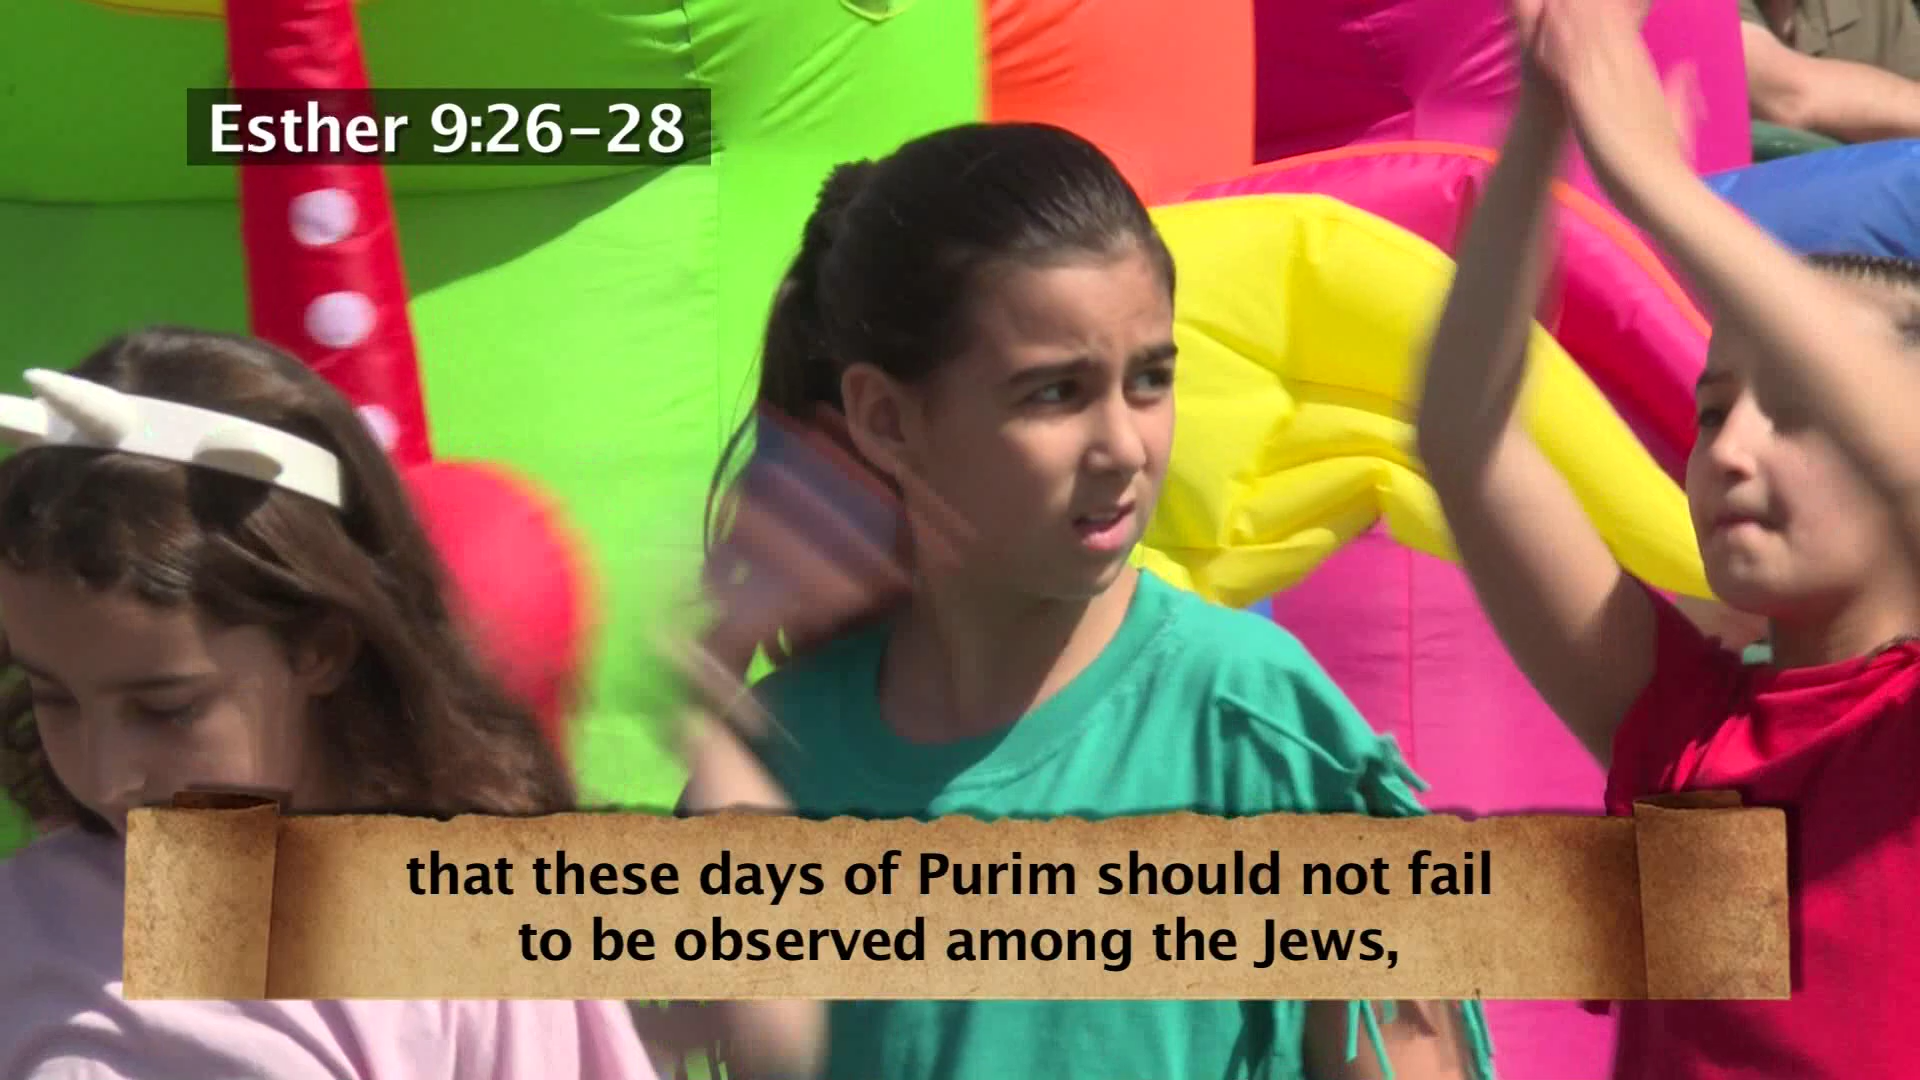 Esther 9:26–28
that these days of Purim should not fail
to be observed among the Jews,